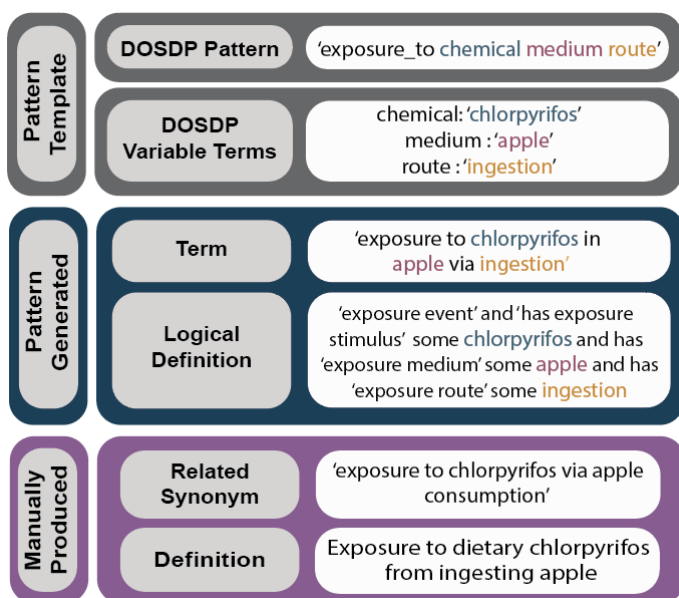 Pattern
Template
DOSDP Pattern
‘exposure_to chemical medium route’
DOSDP
Variable Terms
chemical: ‘chlorpyrifos’
medium : ‘apple’
route : ‘ingestion’
Pattern
Generated
Term
‘exposure to chlorpyrifos in
apple via ingestion’
Logical
Definition
‘exposure event’ and ‘has exposure
stimulus’ some chlorpyrifos and has
‘exposure medium’ some apple and has
‘exposure route’ some ingestion
Manually
Produced
Related
Synonym
‘exposure to chlorpyrifos via apple
consumption’
Definition
Exposure to dietary chlorpyrifos
from ingesting apple